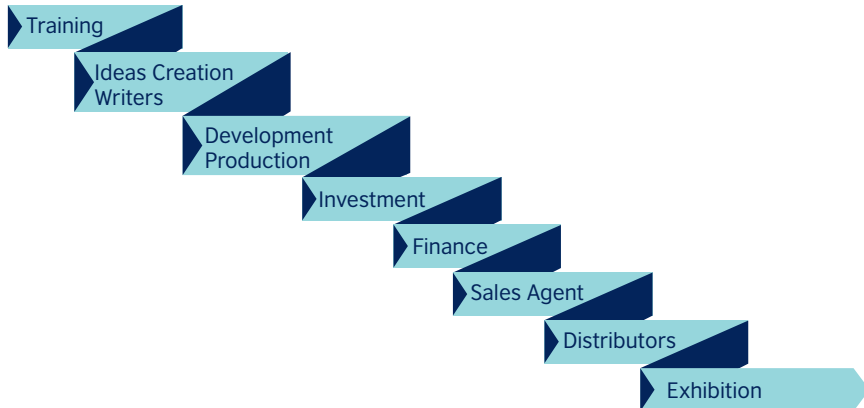 Training
Ideas Creation
Writers
Development
Production
Investment
Finance
Sales Agent
Distributors
Exhibition